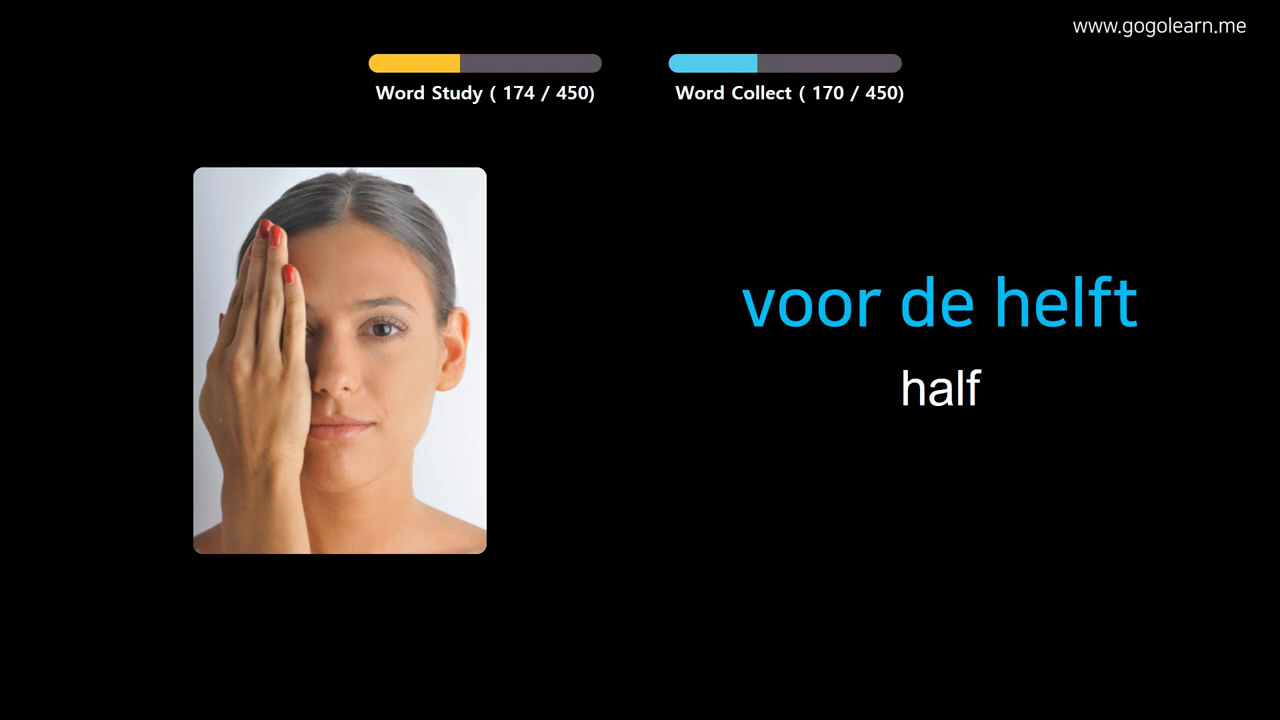 www.gogolearn.me
Word Study ( 174 / 450)
Word Collect ( 170 / 450)
voor de helft
half